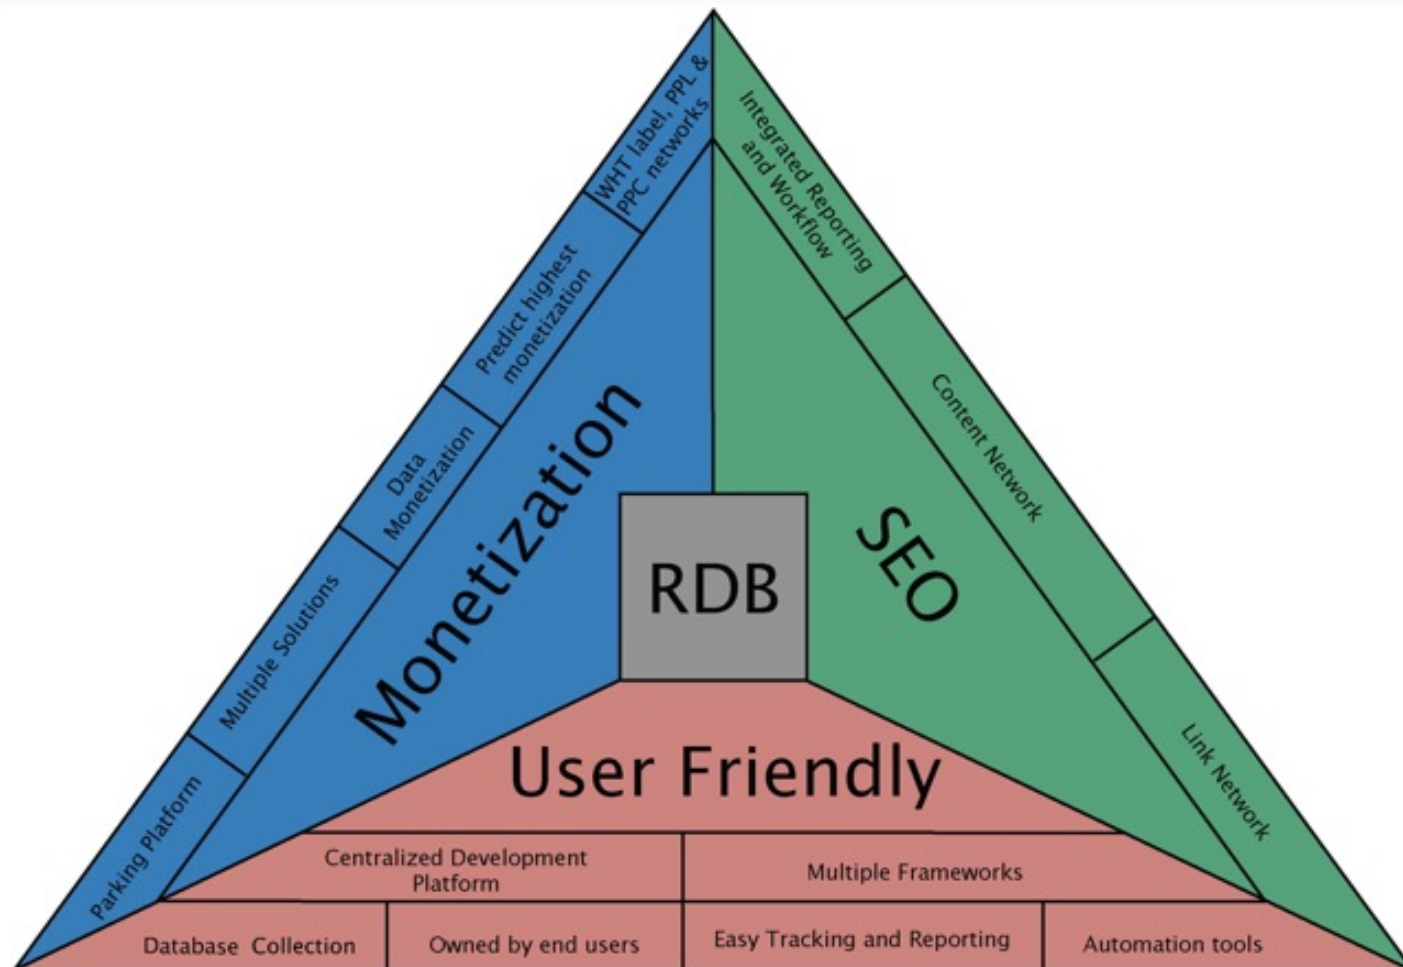 WHT label, PPL &
PPC networks
Predict highest
monetization
Data
Monetization
Multiple Solutions
Parking Platform
Monetization
Integrated Reporting
and Workflow
Content Network
Link Network
SEO
RDB
User Friendly
Centralized Development
Platform
Multiple Frameworks
Database Collection
Owned by end users
Easy Tracking and Reporting
Automation tools